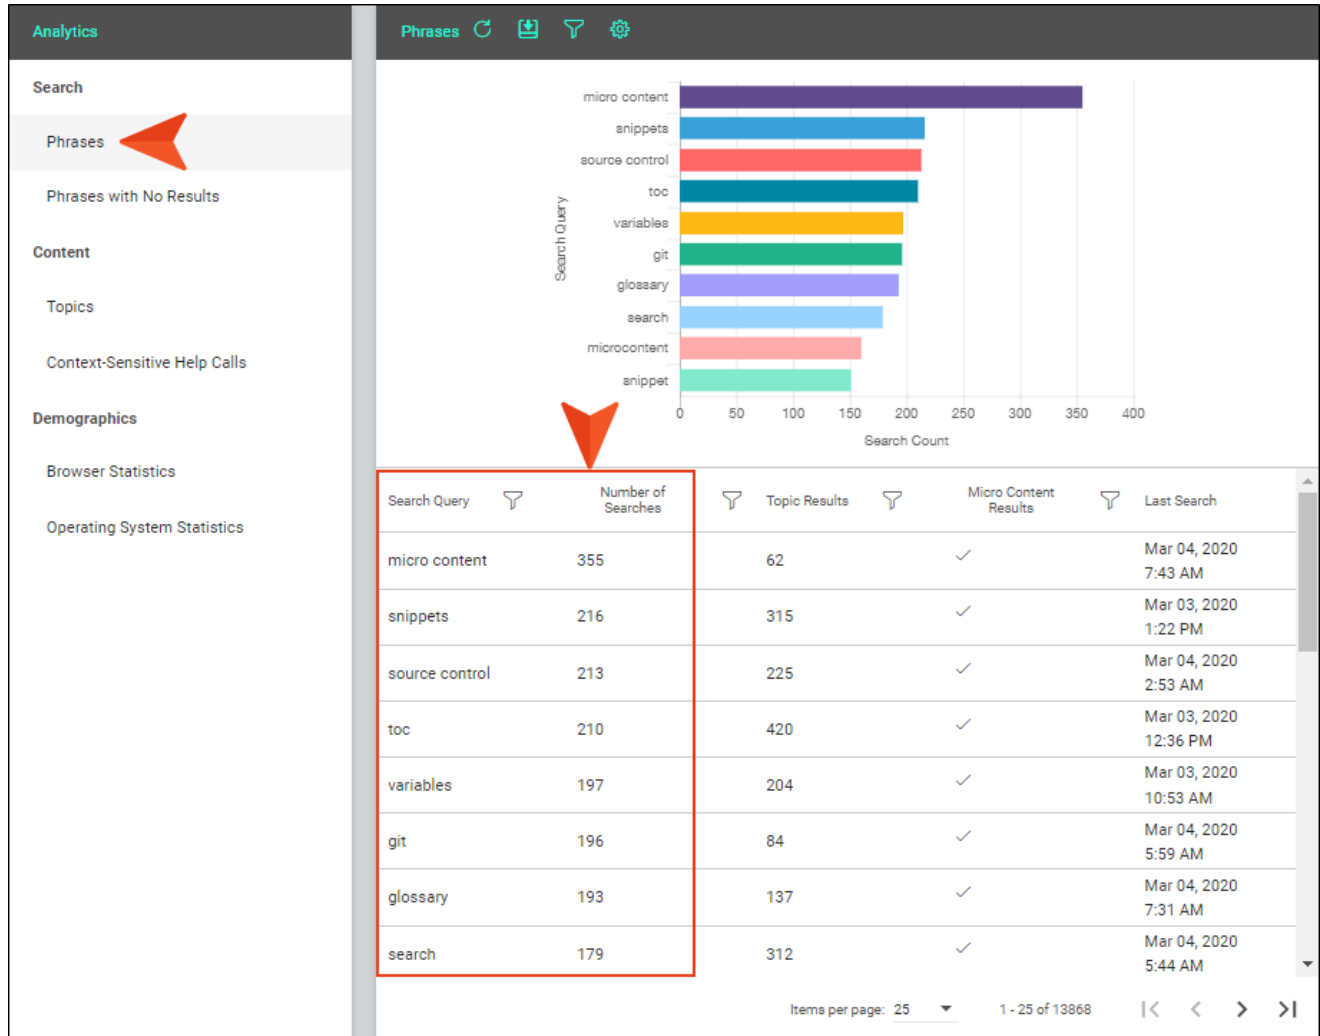 Analytics
Search
Phrases
Phrases with No Results
Content
Topics
Context-Sensitive Help Calls
Demographics
Browser Statistics
Operating System Statistics
Phrases
Search Query
micro content
snippets
source control
toc
variables
git
glossary
search
microcontent
snippet
0 50 100 150 200 250 300 350 400
Search Count
Search Query Number of Searches Topic Results Micro Content Results Last Search
micro content 355 62 Mar 04, 2020
7:43 AM
snippets 216 315 Mar 03, 2020
1:22 PM
source control 213 225 Mar 04, 2020
2:53 AM
toc 210 420 Mar 03, 2020
12:36 PM
variables 197 204 Mar 03, 2020
10:53 AM
git 196 84 Mar 04, 2020
5:59 AM
glossary 193 137 Mar 04, 2020
7:31 AM
search 179 312 Mar 04, 2020
5:44 AM
Items per page: 25 1 - 25 of 13868